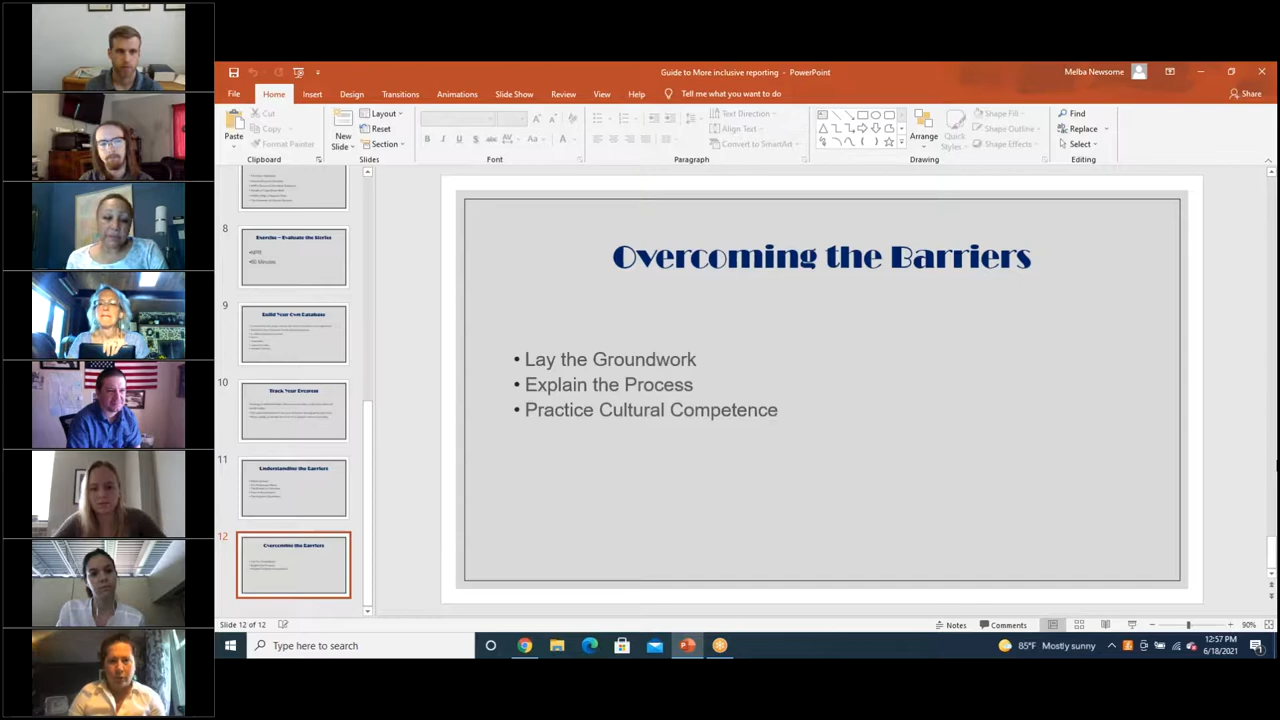 Guide to More inclusive reporting - PowerPoint
Melba Newsome
File Home Insert Design Transitions Animations Slide Show Review View Help Tell me what you want to do
Share
Paste
Cut
Copy
Format Painter
Clipboard
New
Slide
Layout
Reset
Section
Slides
Font
Text Direction
Align Text
Convert to SmartArt
Paragraph
Arrange
Quick
Styles
Shape Fill
Shape Outline
Shape Effects
Drawing
Find
Replace
Select
Editing
8
Exercise – Evaluate the Stories
•NPR
•60 Minutes
9
Build Your Own Database
10
Track Your Progress
11
Understanding the Barriers
12
Overcoming the Barriers
Overcoming the Barriers
• Lay the Groundwork
• Explain the Process
• Practice Cultural Competence
Slide 12 of 12
Notes
Comments
90%
Type here to search
85°F Mostly sunny
12:57 PM
6/18/2021